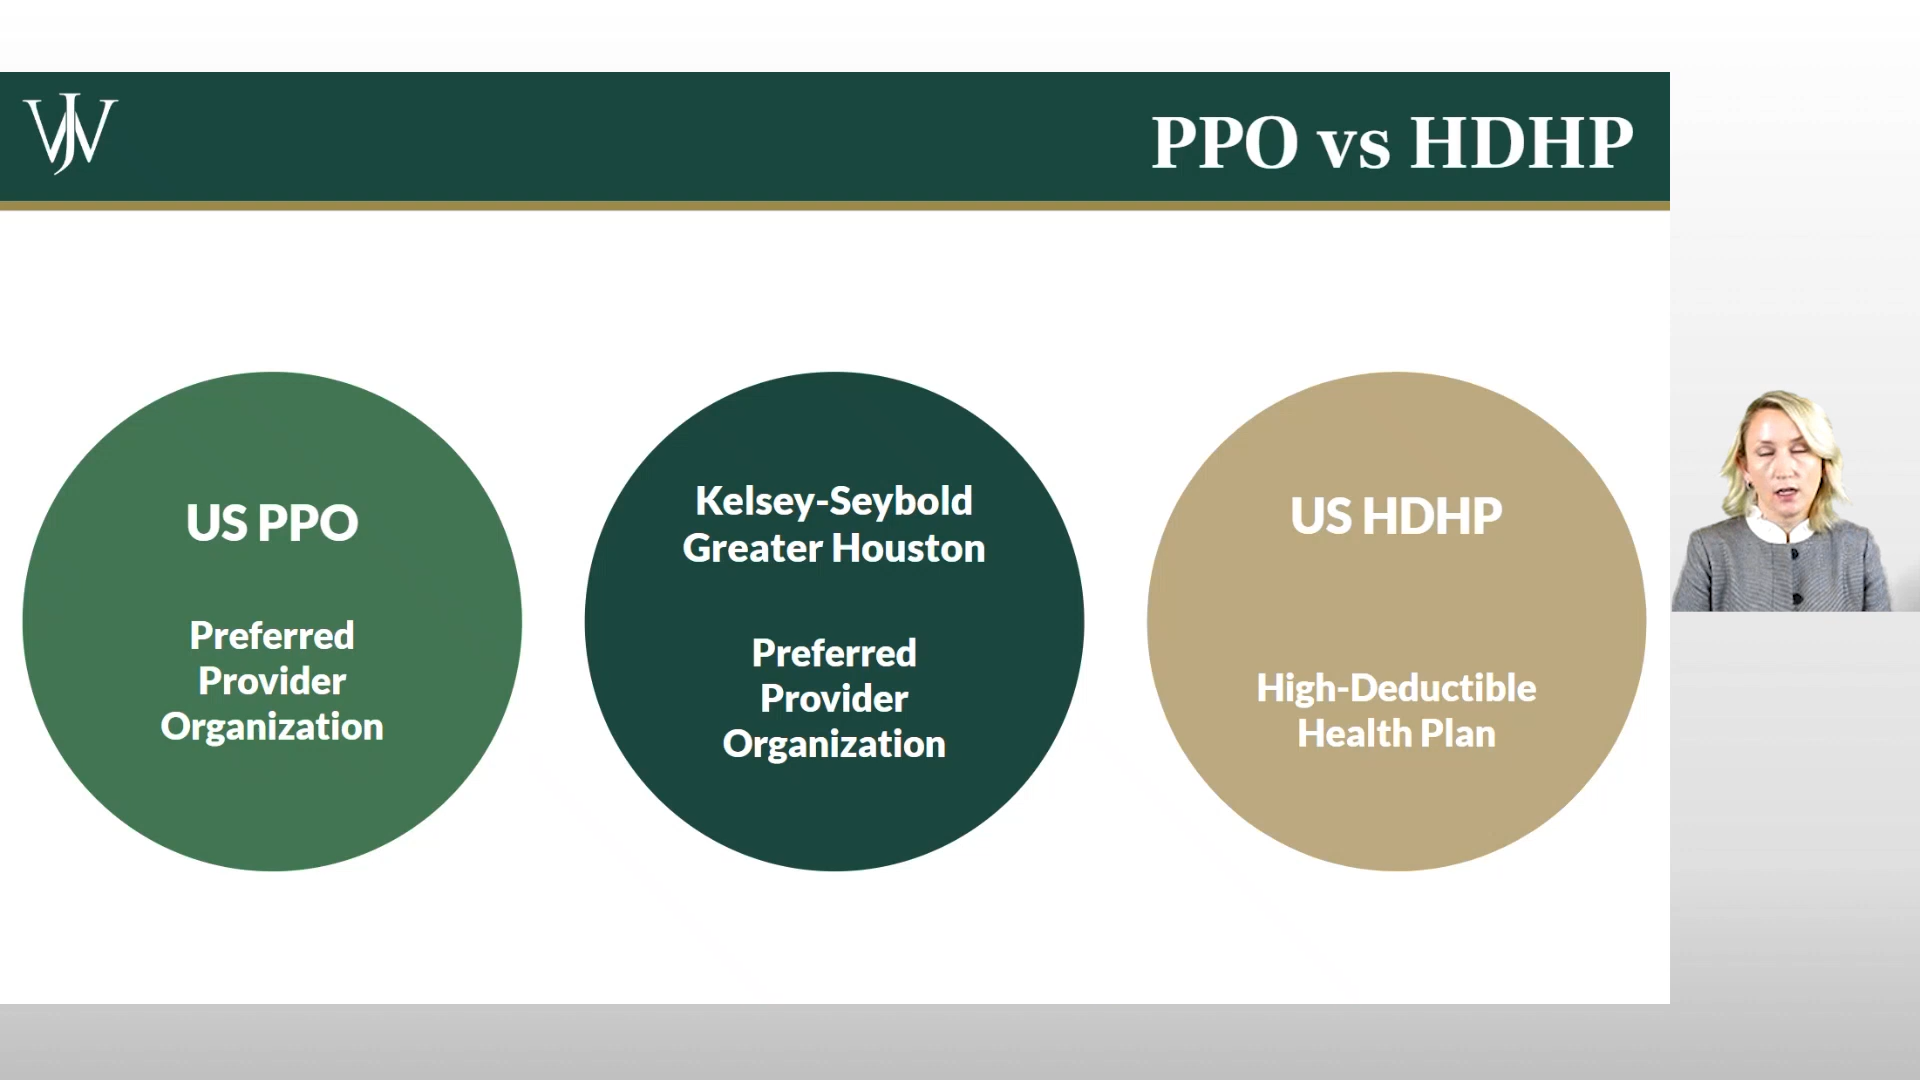 WJ
PPO vs HDHP
US PPO
Preferred
Provider
Organization
Kelsey-Seybold
Greater Houston
Preferred
Provider
Organization
US HDHP
High-Deductible
Health Plan